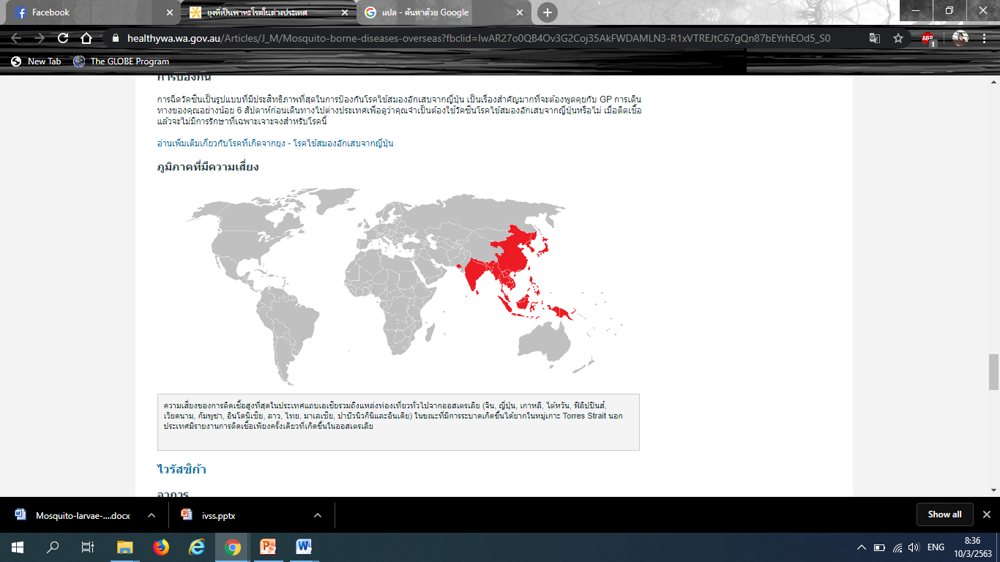 Facebook
ยุงที่เป็นพาหะโรคในต่างประเทศ
แปล - ค้นหาด้วย Google
healthywa.wa.gov.au/Articles/J_M/Mosquito-borne-diseases-overseas?fbclid=IwAR27o0QB4Ov3G2Coj35AkFWDAMLN3-R1xVTREJtC67gQn87bEYrhEOd5_S0
ABP
1
New Tab
The GLOBE Program
การป้องกัน
การฉีดวัคซีนเป็นรูปแบบที่มีประสิทธิภาพที่สุดในการป้องกันโรคไข้สมองอักเสบจากญี่ปุ่น เป็นเรื่องสำคัญมากที่จะต้องพูดคุยกับ GP การเดิน
ทางของคุณอย่างน้อย 6 สัปดาห์ก่อนเดินทางไปต่างประเทศเพื่อดูว่าคุณจำเป็นต้องใช้วัคซีนโรคไข้สมองอักเสบจากญี่ปุ่นหรือไม่ เมื่อติดเชื้อ
แล้วจะไม่มีการรักษาที่เฉพาะเจาะจงสำหรับโรคนี้
อ่านเพิ่มเติมเกี่ยวกับโรคที่เกิดจากยุง - โรคไข้สมองอักเสบจากญี่ปุ่น
ภูมิภาคที่มีความเสี่ยง
ความเสี่ยงของการติดเชื้อสูงที่สุดในประเทศแถบเอเชียรวมถึงแหล่งท่องเที่ยวทั่วไปจากออสเตรเลีย (จีน, ญี่ปุ่น, เกาหลี, ไต้หวัน, ฟิลิปปินส์,
เวียดนาม, กัมพูชา, อินโดนีเซีย, ลาว, ไทย, มาเลเซีย, ปาปัวนิวกินีและอินเดีย) ในขณะที่มีการระบาดเกิดขึ้นได้ยากในหมู่เกาะ Torres Strait นอก
ประเทศมีรายงานการติดเชื้อเพียงครั้งเดียวที่เกิดขึ้นในออสเตรเลีย
ไวรัสซิก้า
อาการ
Mosquito-larvae-....docx
ivss.pptx
Show all
ENG
8:36
10/3/2563